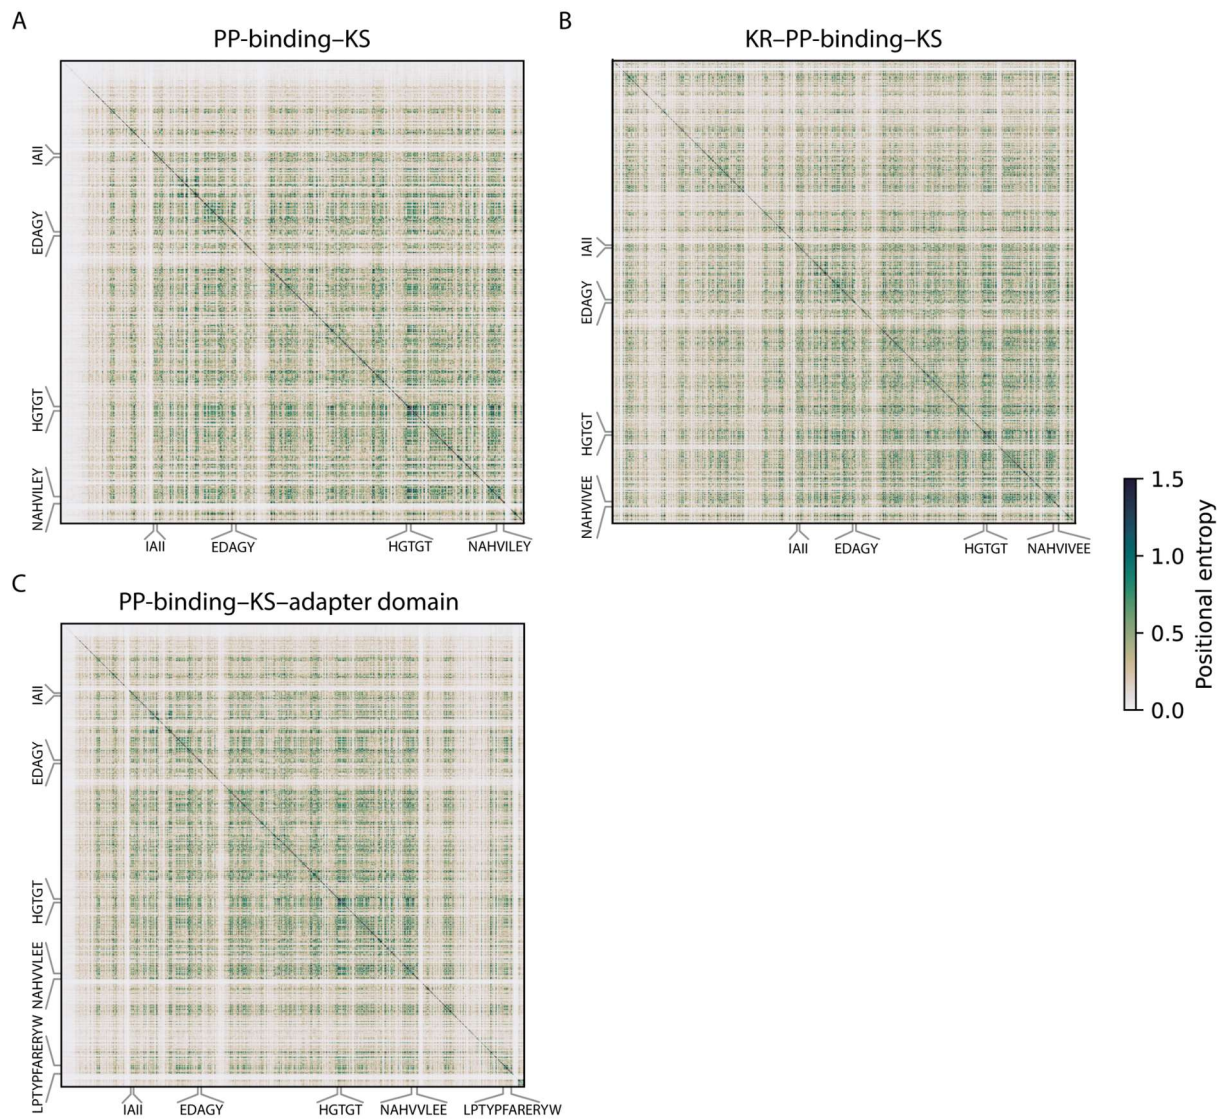 A
PP-binding–KS
IAII
EDAGY
HGTGT
NAHVILEY
IAII
EDAGY
HGTGT
NAHVILEY
B
KR–PP-binding–KS
IAII
EDAGY
HGTGT
NAHVIVEE
IAII
EDAGY
HGTGT
NAHVIVEE
1.5
1.0
0.5
0.0
Positional entropy
C
PP-binding–KS–adapter domain
IAII
EDAGY
HGTGT
NAHVVLEE
LPTYPFARERYW
IAII
EDAGY
HGTGT
NAHVVLEE
LPTYPFARERYW